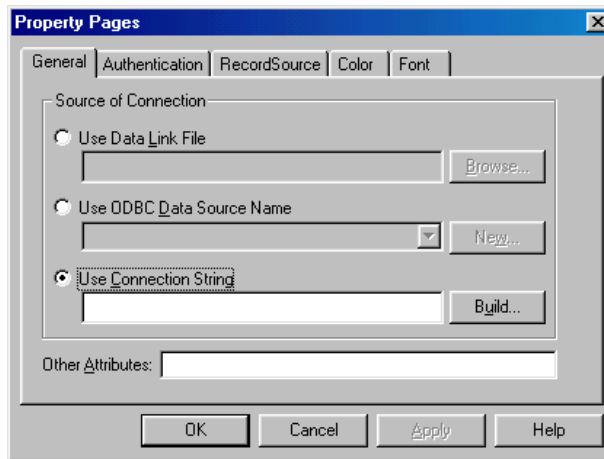 Property Pages
General Authentication RecordSource Color Font
Source of Connection
Use Data Link File
Browse...
Use ODBC Data Source Name
New...
Use Connection String
Build...
Other Attributes:
OK Cancel Apply Help